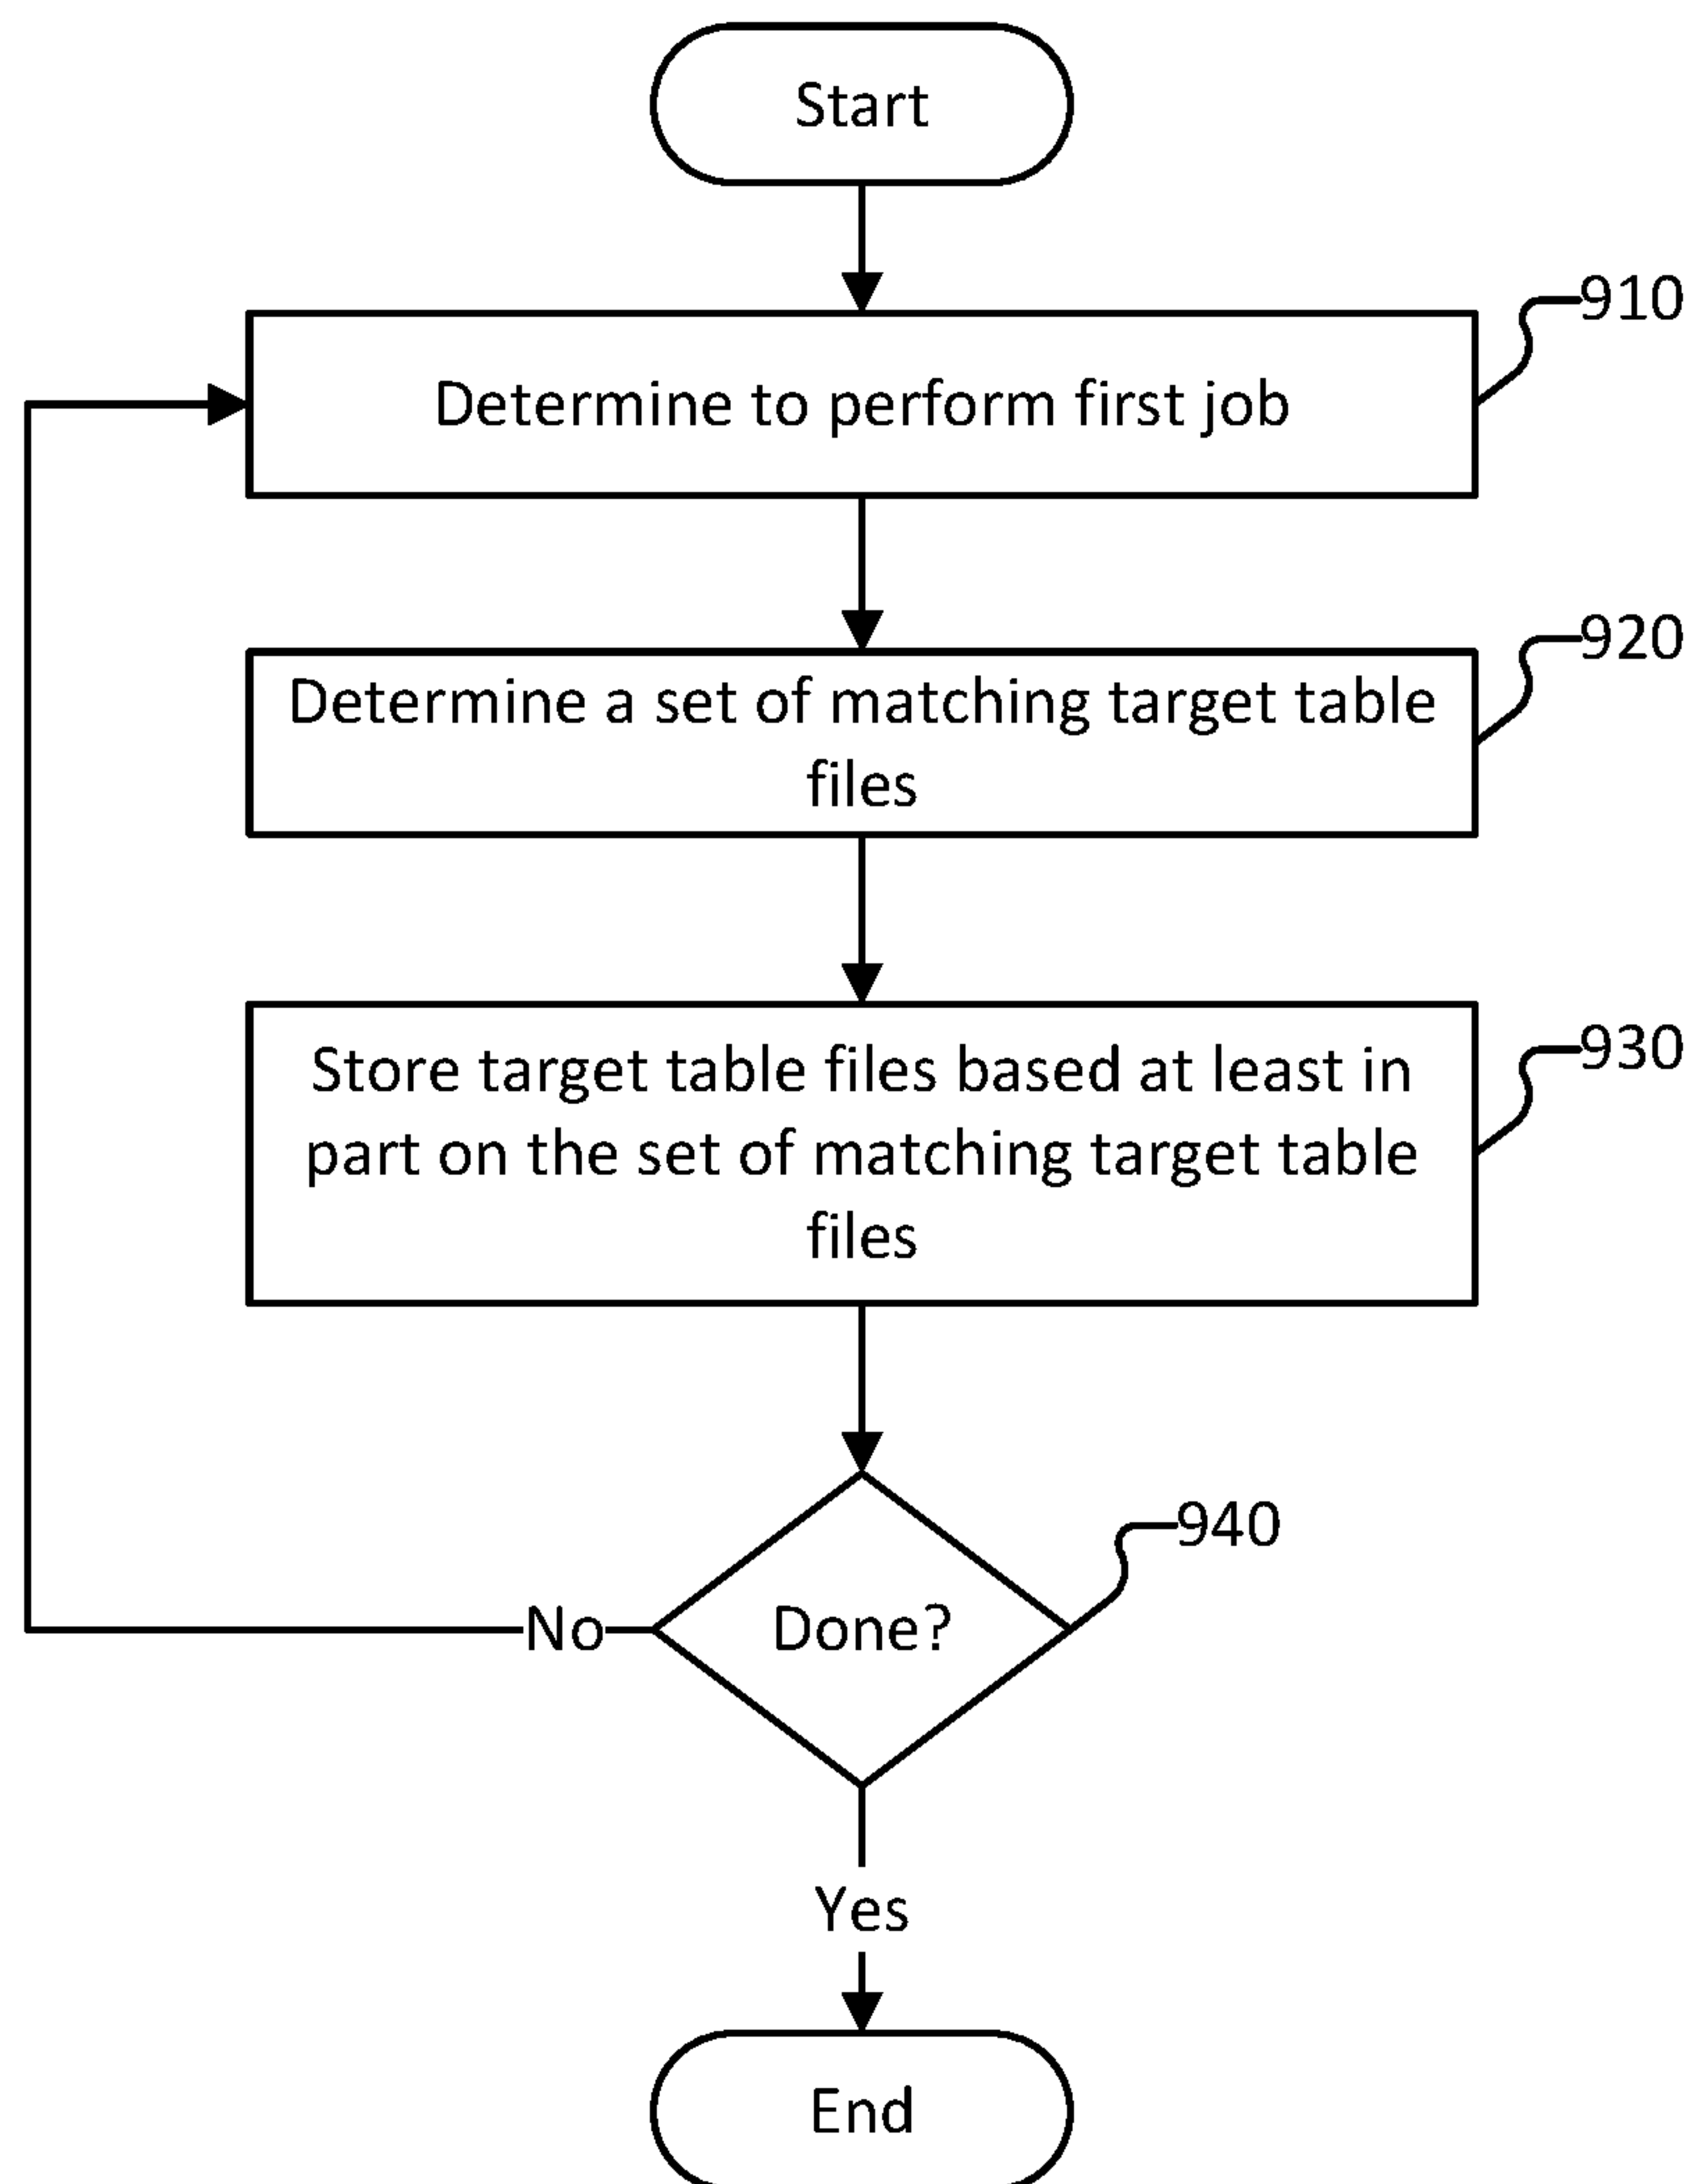 Start
910
Determine to perform first job
920
Determine a set of matching target table
files
930
Store target table files based at least in
part on the set of matching target table
files
940
No
Done?
Yes
End